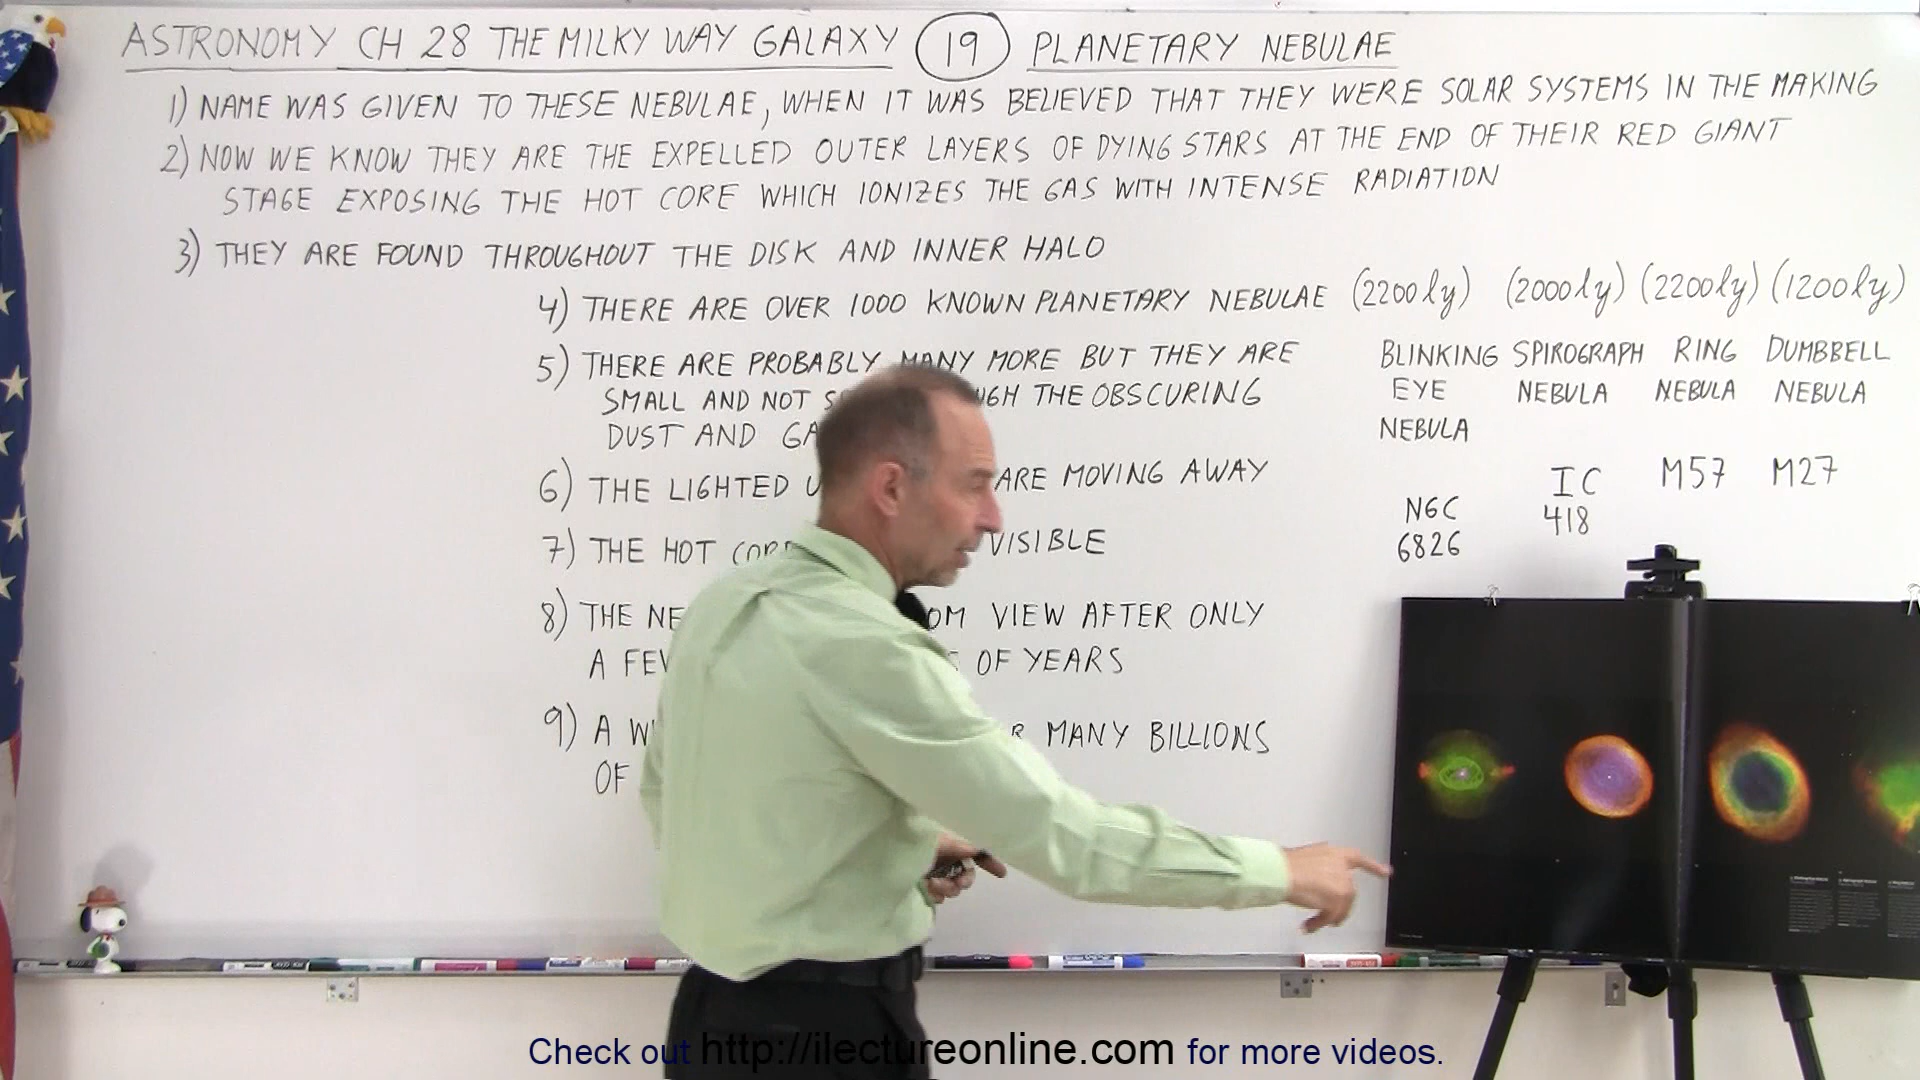 ASTRONOMY CH 28 THE MILKY WAY GALAXY 19 PLANETARY NEBULAE
1) NAME WAS GIVEN TO THESE NEBULAE, WHEN IT WAS BELIEVED THAT THEY WERE SOLAR SYSTEMS IN THE MAKING
2) NOW WE KNOW THEY ARE THE EXPELLED OUTER LAYERS OF DYING STARS AT THE END OF THEIR RED GIANT
STAGE EXPOSING THE HOT CORE WHICH IONIZES THE GAS WITH INTENSE RADIATION
3) THEY ARE FOUND THROUGHOUT THE DISK AND INNER HALO
4) THERE ARE OVER 1000 KNOWN PLANETARY NEBULAE
5) THERE ARE PROBABLY MANY MORE BUT THEY ARE
SMALL AND NOT THE OBSCURING
DUST AND
6) THE LIGHTED ARE MOVING AWAY
7) THE HOT VISIBLE
8) THE VIEW AFTER ONLY
A OF YEARS
9) A MANY BILLIONS
OF
(2200 ly) (2000 ly) (2200 ly) (1200 ly)
BLINKING SPIROGRAPH RING DUMBBELL
EYE NEBULA NEBULA NEBULA
NEBULA
IC M57 M27
NGC 418
6826
Check out http://ilectureonline.com for more videos.